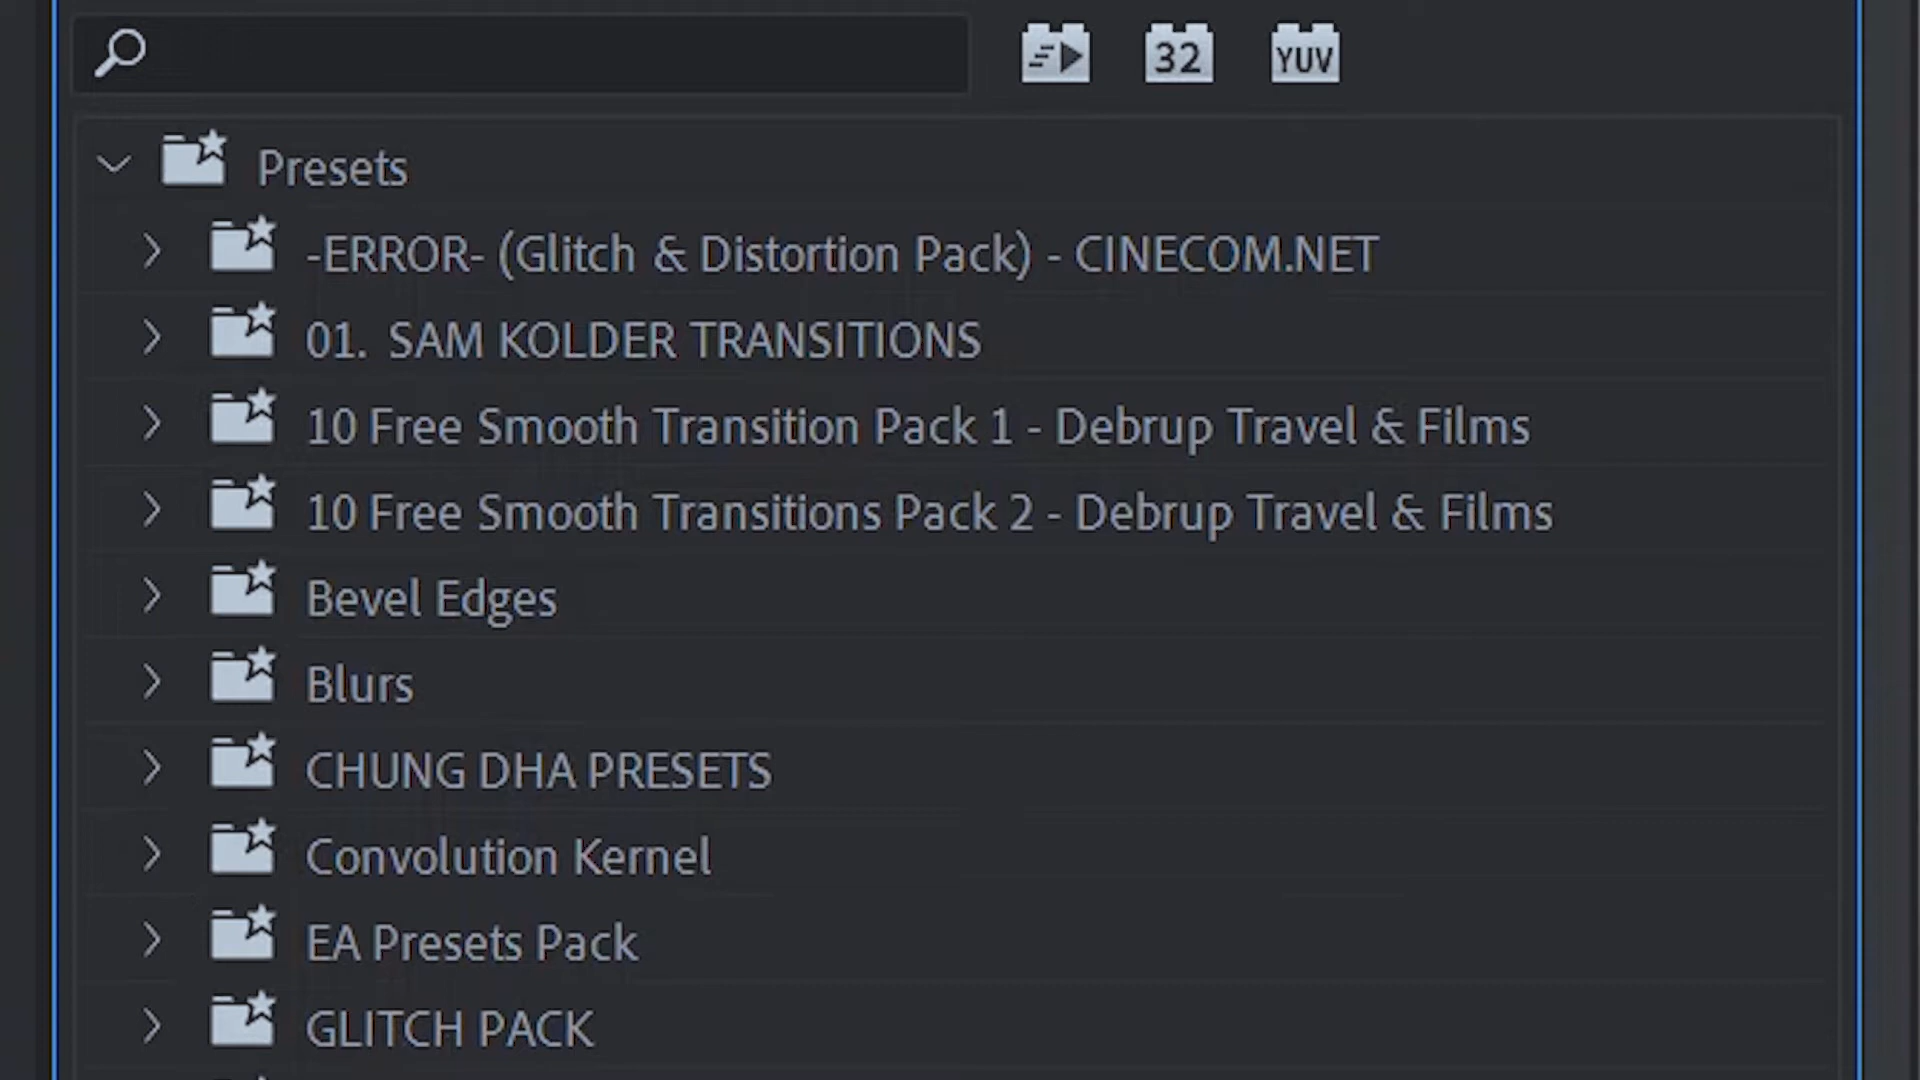 32
YUV
Presets
-ERROR- (Glitch & Distortion Pack) - CINECOM.NET
01. SAM KOLDER TRANSITIONS
10 Free Smooth Transition Pack 1 - Debrup Travel & Films
10 Free Smooth Transitions Pack 2 - Debrup Travel & Films
Bevel Edges
Blurs
CHUNG DHA PRESETS
Convolution Kernel
EA Presets Pack
GLITCH PACK